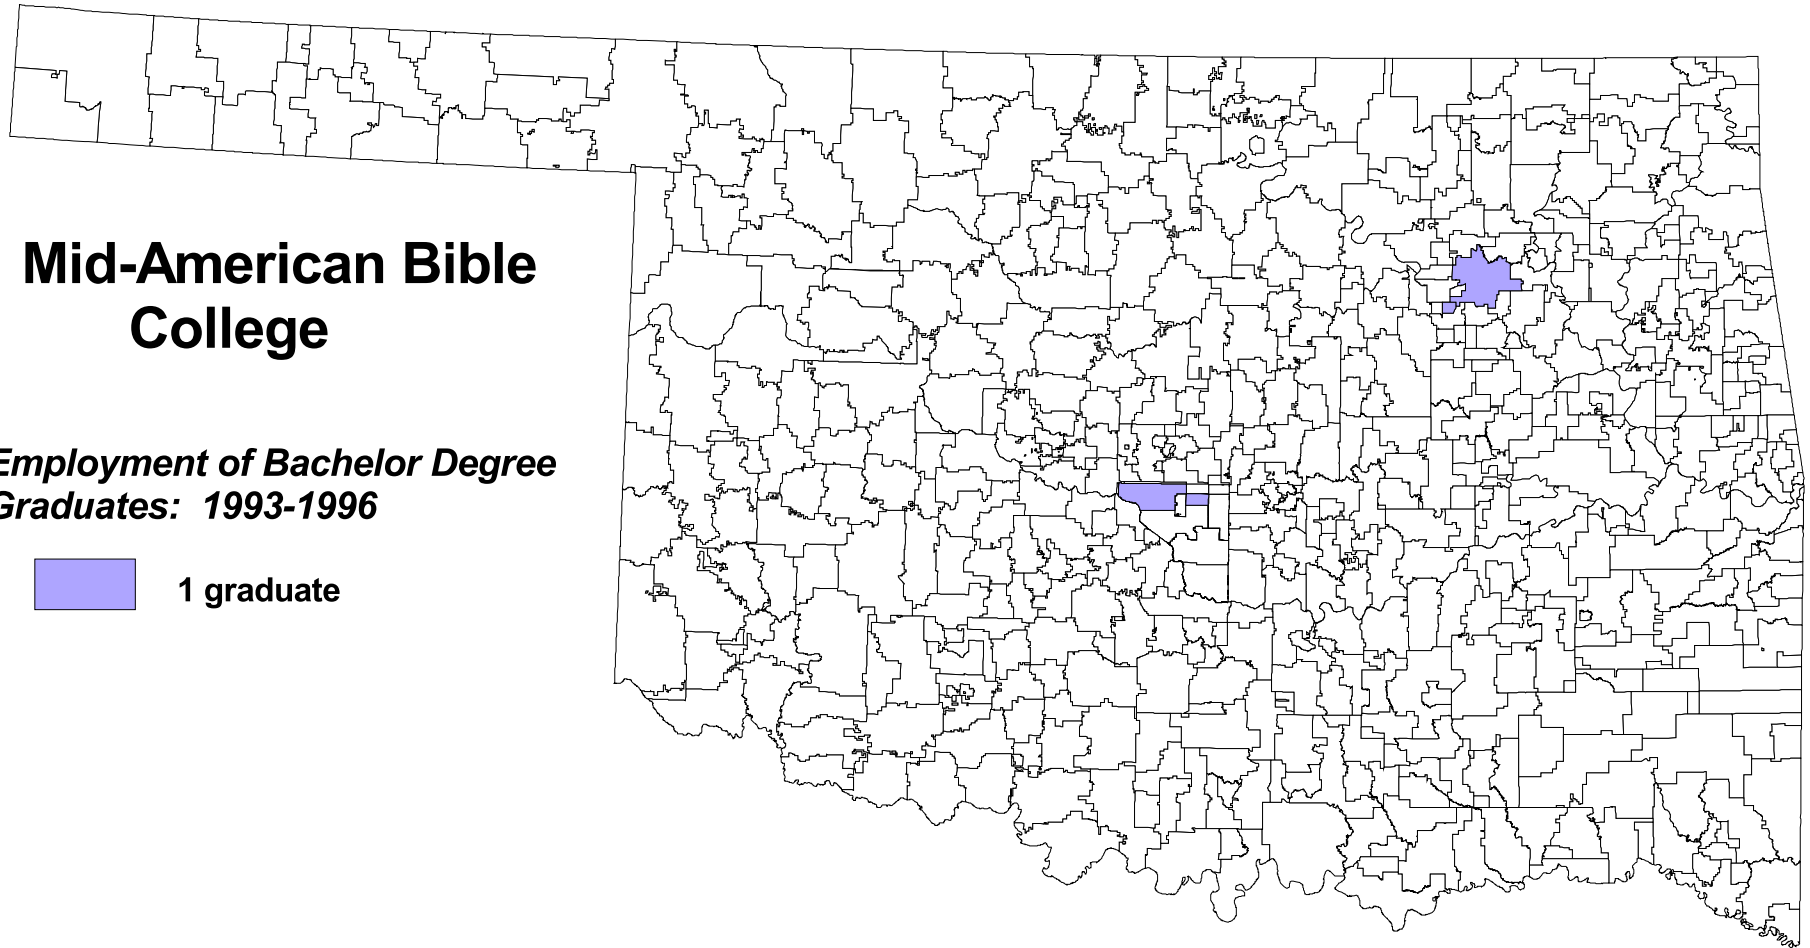 Mid-American Bible
College
Employment of Bachelor Degree
Graduates: 1993-1996
1 graduate